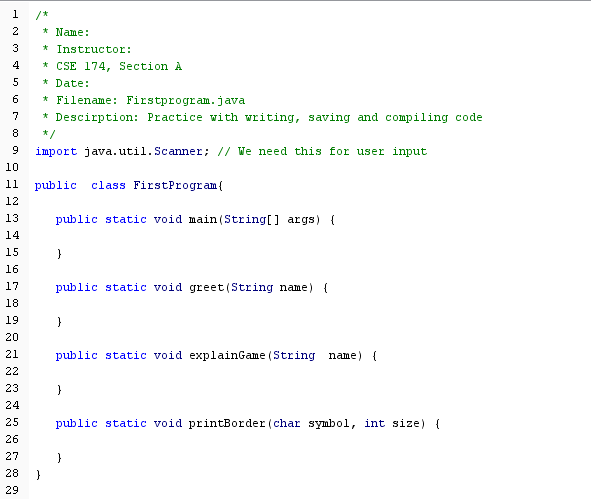 1 /*
2 * Name:
3 * Instructor:
4 * CSE 174, Section A
5 * Date:
6 * Filename: Firstprogram.java
7 * Descirption: Practice with writing, saving and compiling code
8 */
9 import java.util.Scanner; // We need this for user input
10
11 public  class FirstProgram{
12
13    public static void main(String[] args) {
14
15    }
16
17    public static void greet(String name) {
18
19    }
20
21    public static void explainGame(String  name) {
22
23    }
24
25    public static void printBorder(char symbol, int size) {
26
27    }
28 }
29